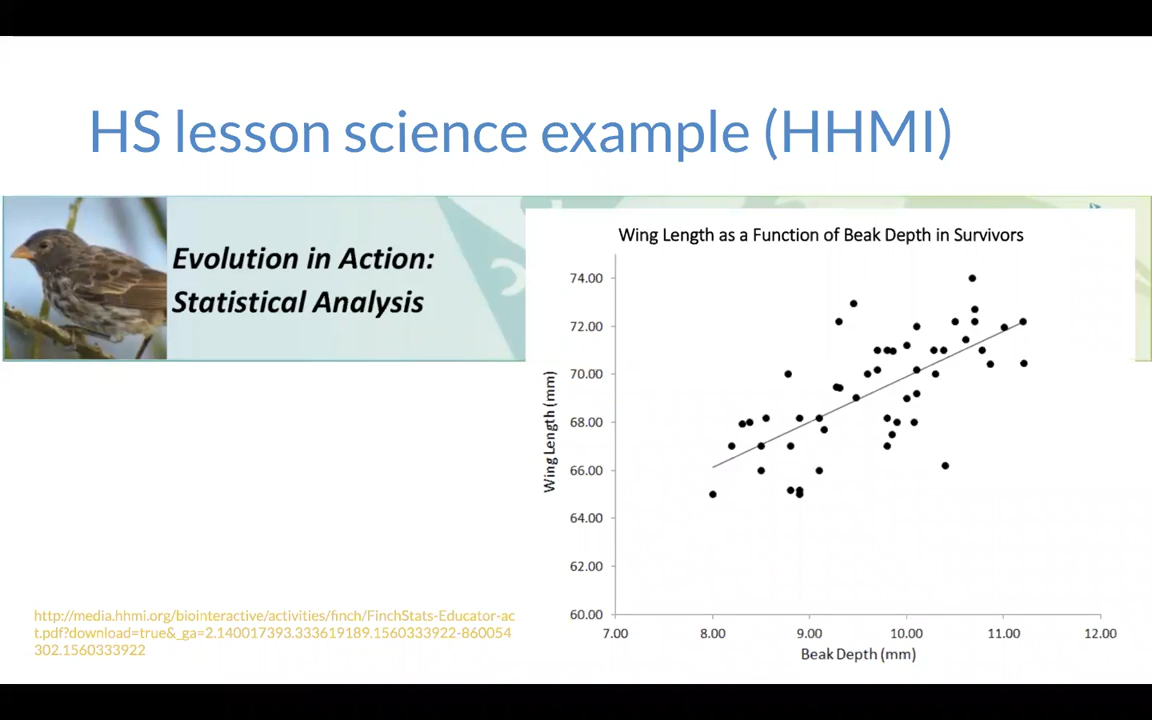 HS lesson science example (HHMI)
Evolution in Action:
Statistical Analysis
Wing Length as a Function of Beak Depth in Survivors
74.00
72.00
70.00
68.00
66.00
64.00
62.00
60.00
Wing Length (mm)
7.00 8.00 9.00 10.00 11.00 12.00
Beak Depth (mm)
http://media.hhmi.org/biointeractive/activities/finch/FinchStats-Educator-ac
t.pdf?download=true&_ga=2.140017393.333619189.1560333922-860054
302.1560333922